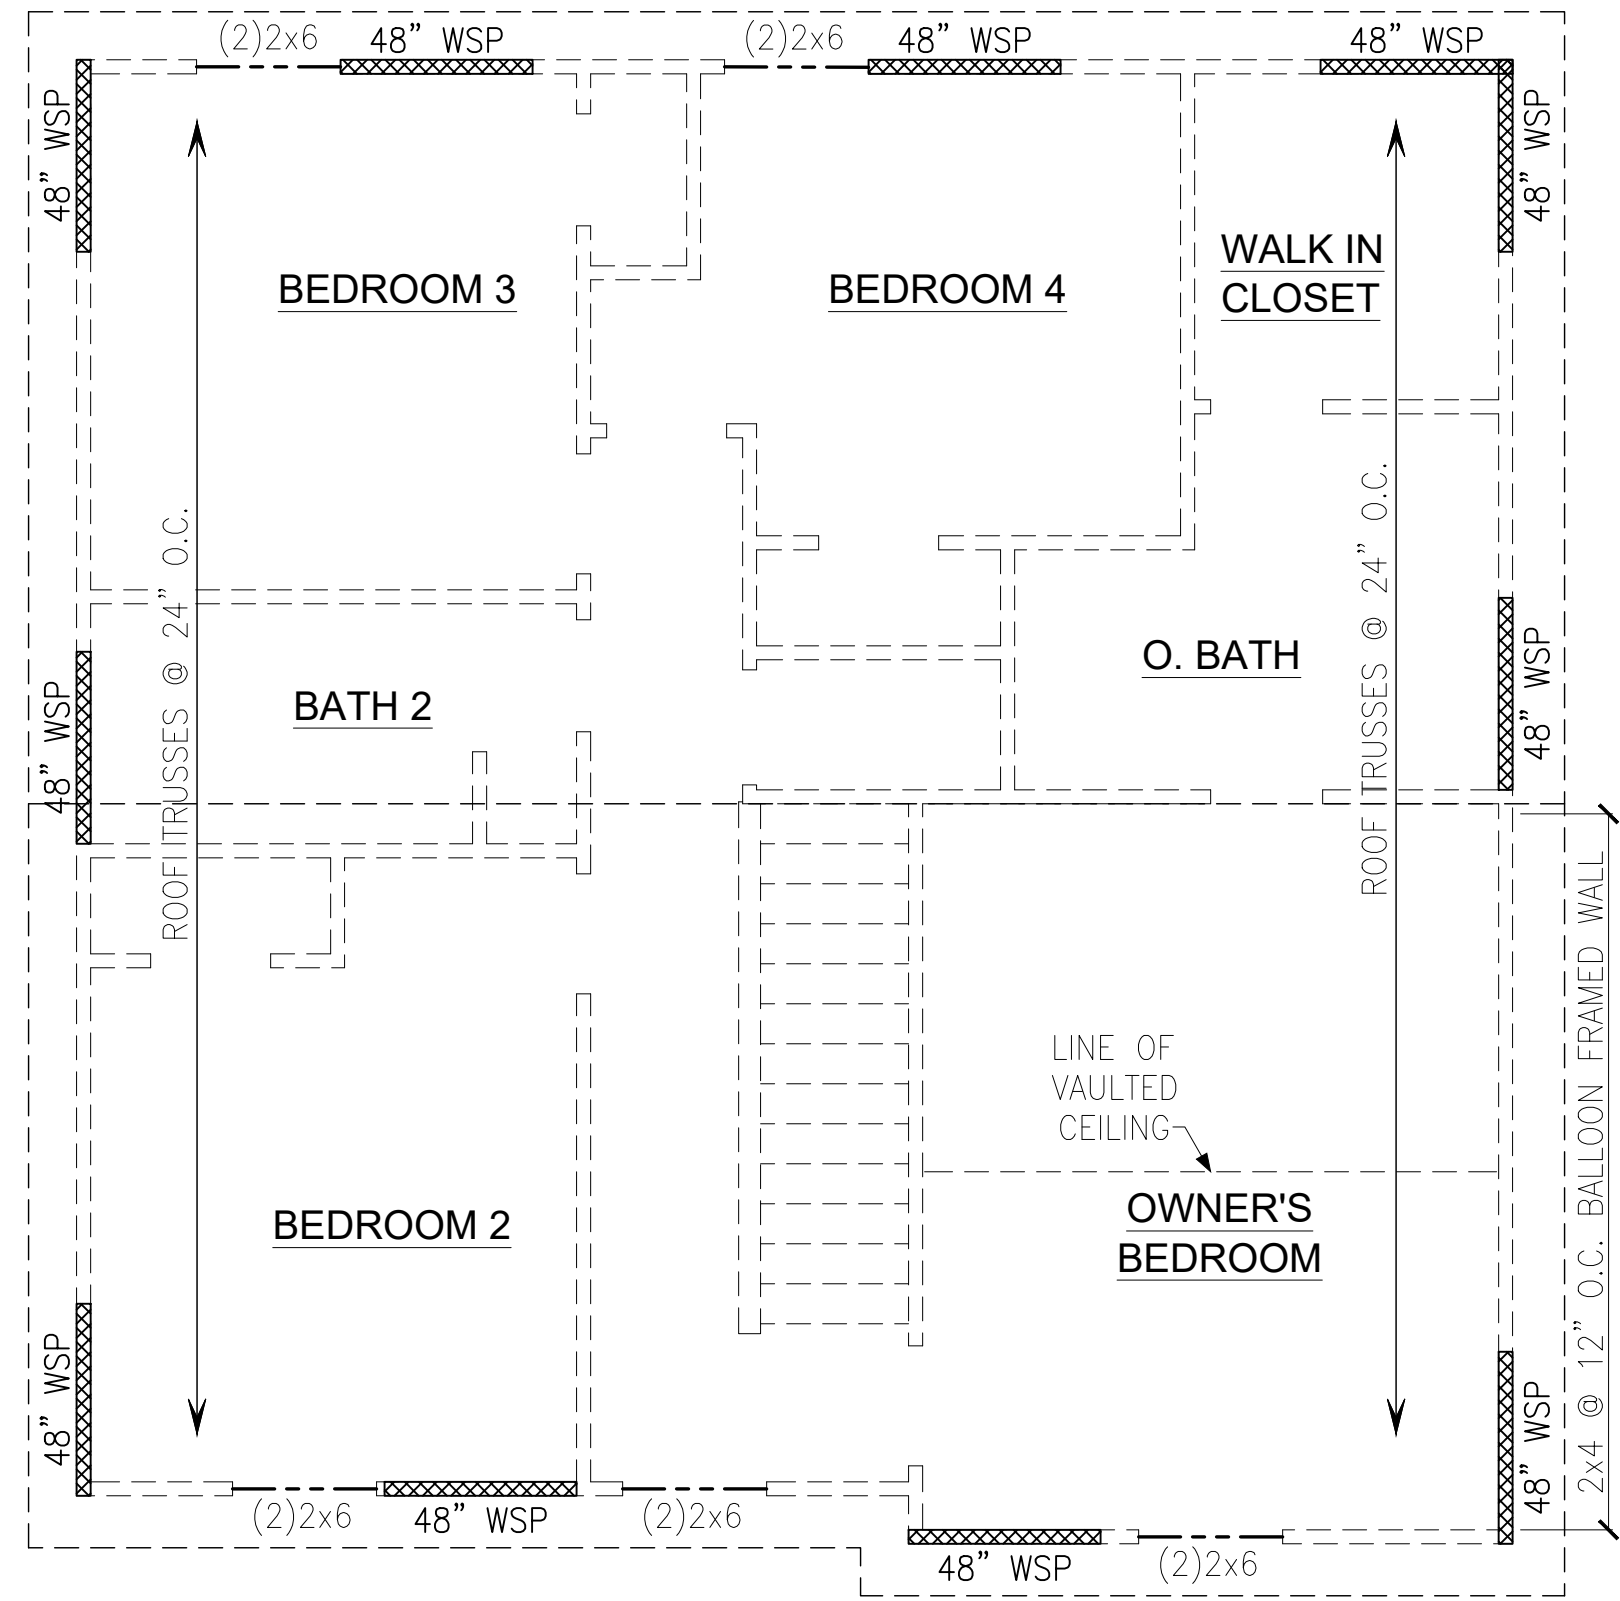 (2)2x6
48" WSP
(2)2x6
48" WSP
48" WSP
48" WSP
48" WSP
BEDROOM 3
BEDROOM 4
WALK IN
CLOSET
ROOF TRUSSES @ 24" O.C.
ROOF TRUSSES @ 24" O.C.
48" WSP
BATH 2
O. BATH
48" WSP
LINE OF
VAULTED
CEILING
2x4 @ 12" O.C. BALLOON FRAMED WALL
BEDROOM 2
OWNER'S
BEDROOM
48" WSP
48" WSP
(2)2x6
48" WSP
(2)2x6
48" WSP
(2)2x6